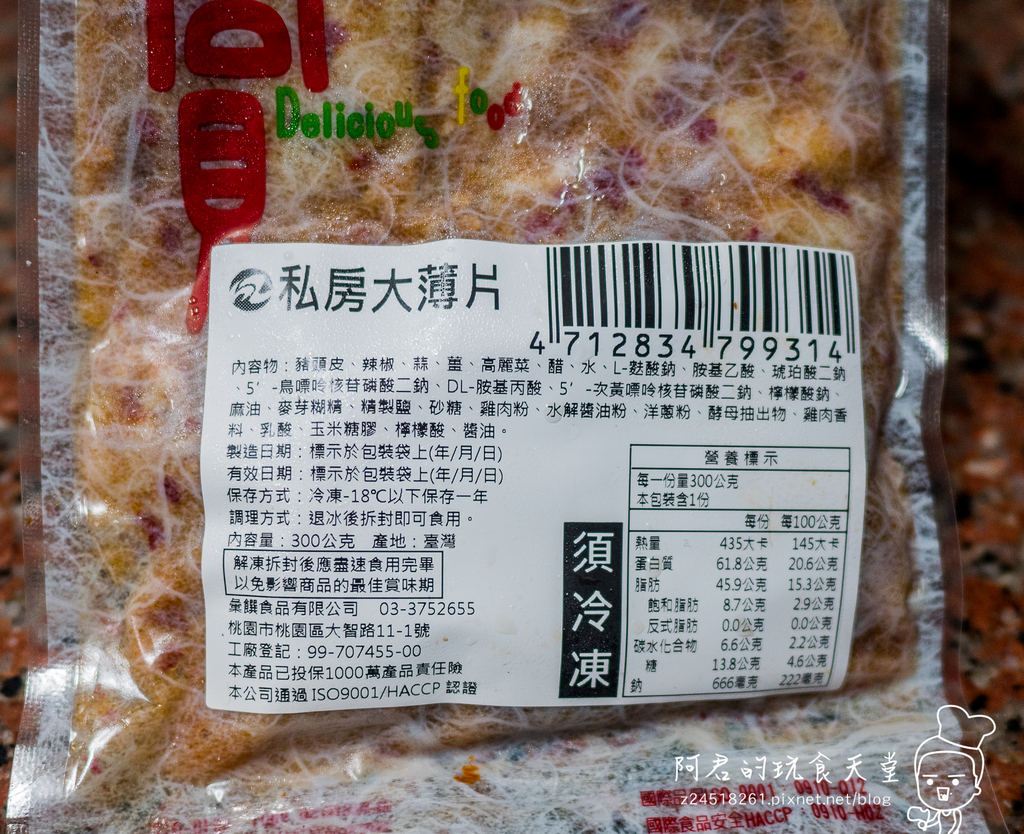 Delicious food
私房大薄片
4 712834 799314
內容物：豬頭皮、辣椒、蒜、薑、高麗菜、醋、水、L-麩酸鈉、胺基乙酸、琥珀酸二鈉
、5'-鳥嘌呤核苷磷酸二鈉、DL-胺基丙酸、5'-次黃嘌呤核苷磷酸二鈉、檸檬酸鈉、
麻油、麥芽糊精、精製鹽、砂糖、雞肉粉、水解醬油粉、洋蔥粉、酵母抽出物、雞肉香
料、乳酸、玉米糖膠、檸檬酸、醬油。
製造日期：標示於包裝袋上(年/月/日)
有效日期：標示於包裝袋上(年/月/日)
保存方式：冷凍-18℃以下保存一年
調理方式：退冰後拆封即可食用。
內容量：300公克 產地：臺灣
解凍拆封後應盡速食用完畢
以免影響商品的最佳賞味期
彙饌食品有限公司 03-3752655
桃園市桃園區大智路11-1號
工廠登記：99-707455-00
本產品已投保1000萬產品責任險
本公司通過ISO9001/HACCP 認證
須冷凍
營養標示
每一份量300公克
本包裝含1份
每份 每100公克
熱量 435大卡 145大卡
蛋白質 61.8公克 20.6公克
脂肪 45.9公克 15.3公克
飽和脂肪 8.7公克 2.9公克
反式脂肪 0.0公克 0.0公克
碳水化合物 6.6公克 2.2公克
糖 13.8公克 4.6公克
鈉 666毫克 222毫克
阿君的玩食天堂
z24518261.pixnet.net/blog
國際食品安全HACCP：0910-H02